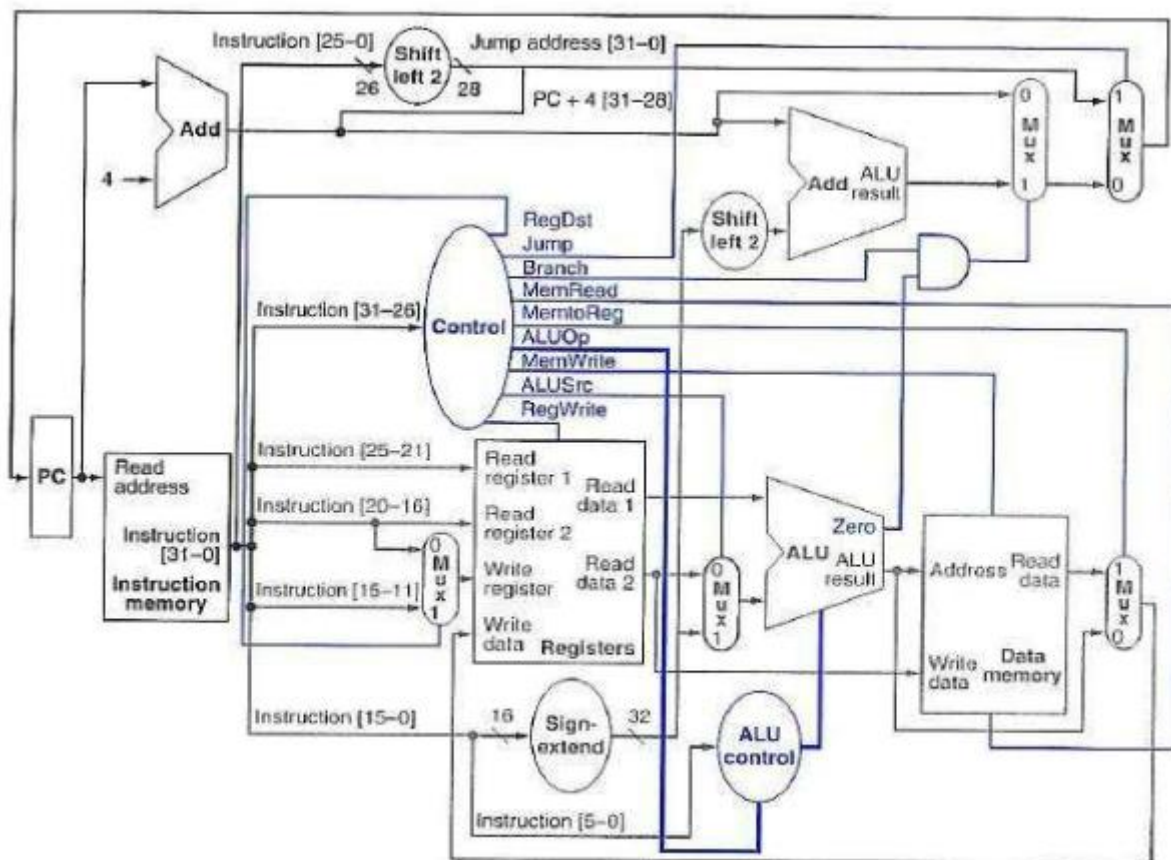 Instruction [25–0]
Shift
left 2
Jump address [31–0]
26
28
PC + 4 [31–28]
Add
4
0
M
u
x
1
1
M
u
x
0
Add
ALU
result
Shift
left 2
RegDst
Jump
Branch
MemRead
MemtoReg
ALUOp
MemWrite
ALUSrc
RegWrite
Instruction [31–26]
Control
PC
Read
address
Instruction
[31–0]
Instruction
memory
Instruction [25–21]
Instruction [20–16]
Instruction [15–11]
0
M
u
x
1
Read
register 1
Read
register 2
Write
register
Write
data
Read
data 1
Read
data 2
Registers
0
M
u
x
1
Zero
ALU
ALU
result
Address
Read
data
Write
data
Data
memory
1
M
u
x
0
Instruction [15–0]
16
Sign-
extend
32
ALU
control
Instruction [5–0]